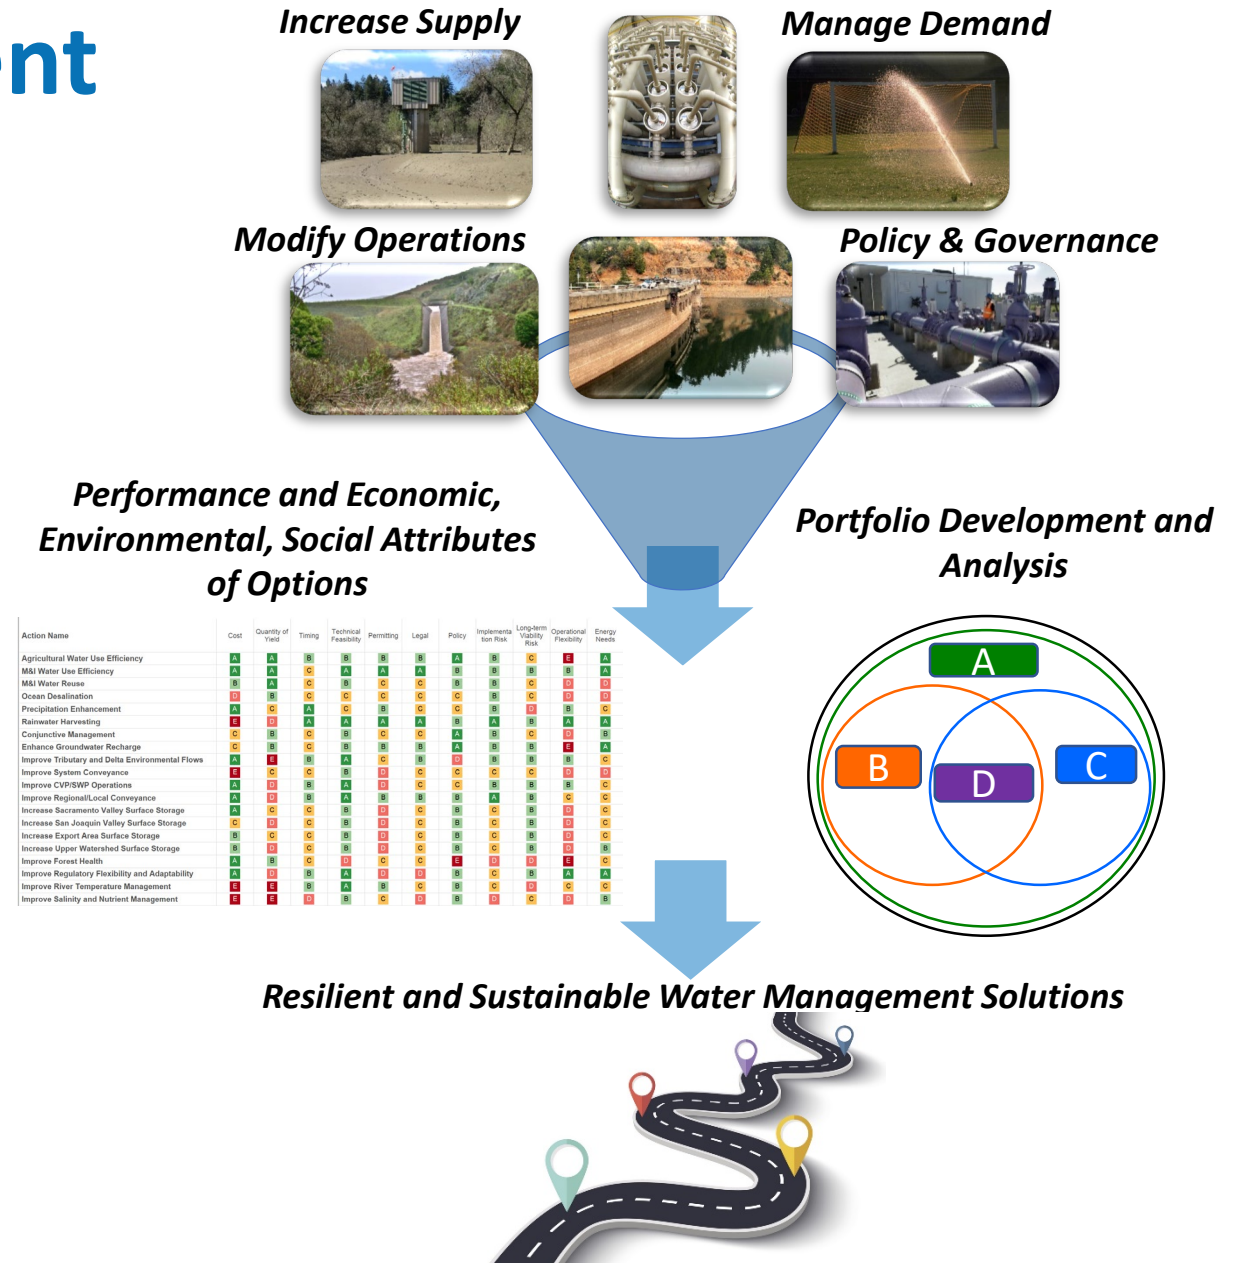 ent
Increase Supply
Manage Demand
Modify Operations
Policy & Governance
Performance and Economic,
Environmental, Social Attributes
of Options
Portfolio Development and
Analysis
Action Name Cost Quantity of Yield Timing Technical Feasibility Permitting Legal Policy Implementa tion Risk Long-term Viability Risk Operational Flexibility Energy Needs
Agricultural Water Use Efficiency A A B B B B A B C E A
M&I Water Use Efficiency A A C A A A B B B B A
M&I Water Reuse B A C B C C B B C D D
Ocean Desalination D B C C C C C B C D D
Precipitation Enhancement A C A C B C C B D B C
Rainwater Harvesting E D A A A A B A B A A
Conjunctive Management C B C B C C A B C D B
Enhance Groundwater Recharge C B C B B B A B B E A
Improve Tributary and Delta Environmental Flows A E B A C B D B B B C
Improve System Conveyance E C C B D C C C C D D
Improve CVP/SWP Operations A D B A D C C B B B C
Improve Regional/Local Conveyance A D B A B B B A B C C
Increase Sacramento Valley Surface Storage A C C B D C B C B D C
Increase San Joaquin Valley Surface Storage C D C B D C B C B D C
Increase Export Area Surface Storage B C C B D C B C B D C
Increase Upper Watershed Surface Storage B D C B D C B C B D B
Improve Forest Health A B C D C C E D D E C
Improve Regulatory Flexibility and Adaptability A D B A D D B C B A A
Improve River Temperature Management E E B A B C B C D C C
Improve Salinity and Nutrient Management E E D B C D B D C D B
A
B
D
C
Resilient and Sustainable Water Management Solutions